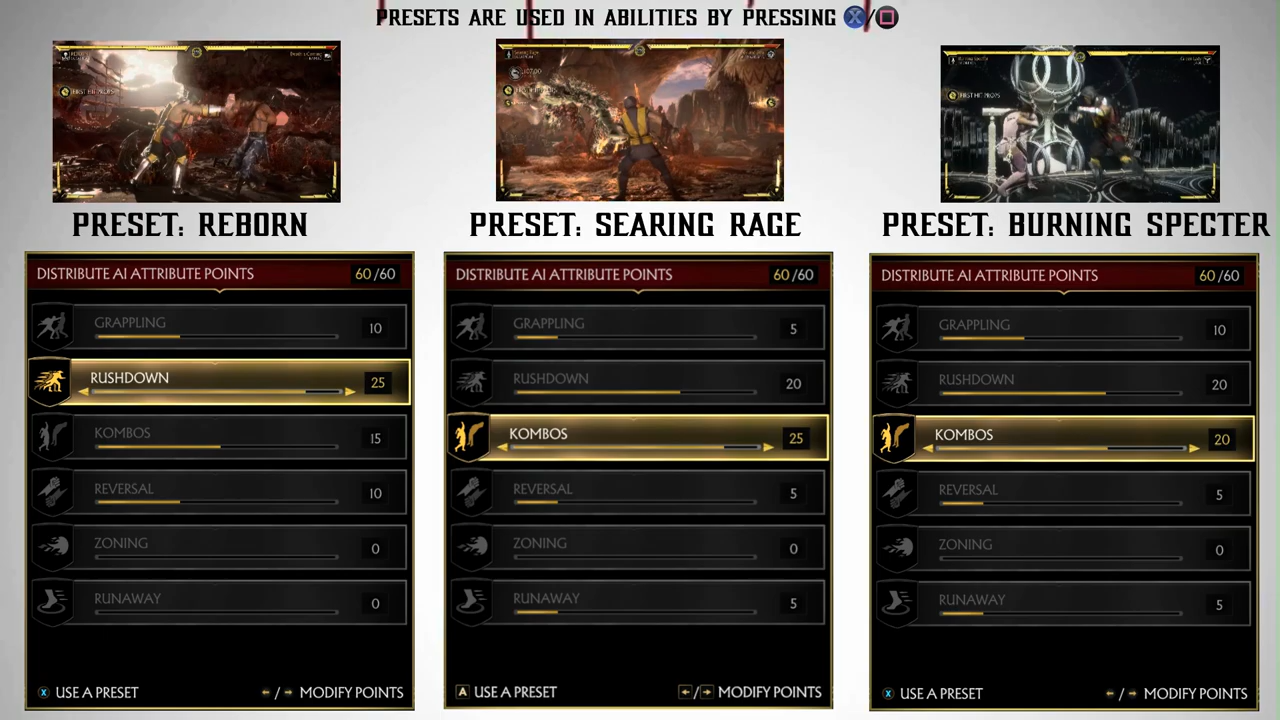 PRESETS ARE USED IN ABILITIES BY PRESSING X/
FIRST HIT KLOPS
PRESET: REBORN
PRESET: SEARING RAGE
PRESET: BURNING SPECTER
DISTRIBUTE AI ATTRIBUTE POINTS 60/60
GRAPPLING 10
RUSHDOWN 25
KOMBOS 15
REVERSAL 10
ZONING 0
RUNAWAY 0
X USE A PRESET / MODIFY POINTS
DISTRIBUTE AI ATTRIBUTE POINTS 60/60
GRAPPLING 5
RUSHDOWN 20
KOMBOS 25
REVERSAL 5
ZONING 0
RUNAWAY 5
A USE A PRESET / MODIFY POINTS
DISTRIBUTE AI ATTRIBUTE POINTS 60/60
GRAPPLING 10
RUSHDOWN 20
KOMBOS 20
REVERSAL 5
ZONING 0
RUNAWAY 5
X USE A PRESET / MODIFY POINTS